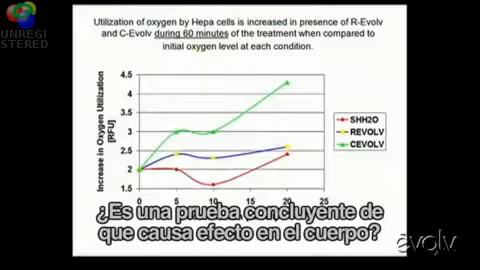 UNREGI
STERED
Utilization of oxygen by Hepa cells is increased in presence of R-Evolv
and C-Evolv during 60 minutes of the treatment when compared to
initial oxygen level at each condition.
Increase in Oxygen Utilization
[RFU]
4.5
4
3.5
3
2.5
2
1.5
0
5
10
15
20
25
SHH2O
REVOLV
CEVOLV
¿Es una prueba concluyente de
que causa efecto en el cuerpo?
evolv